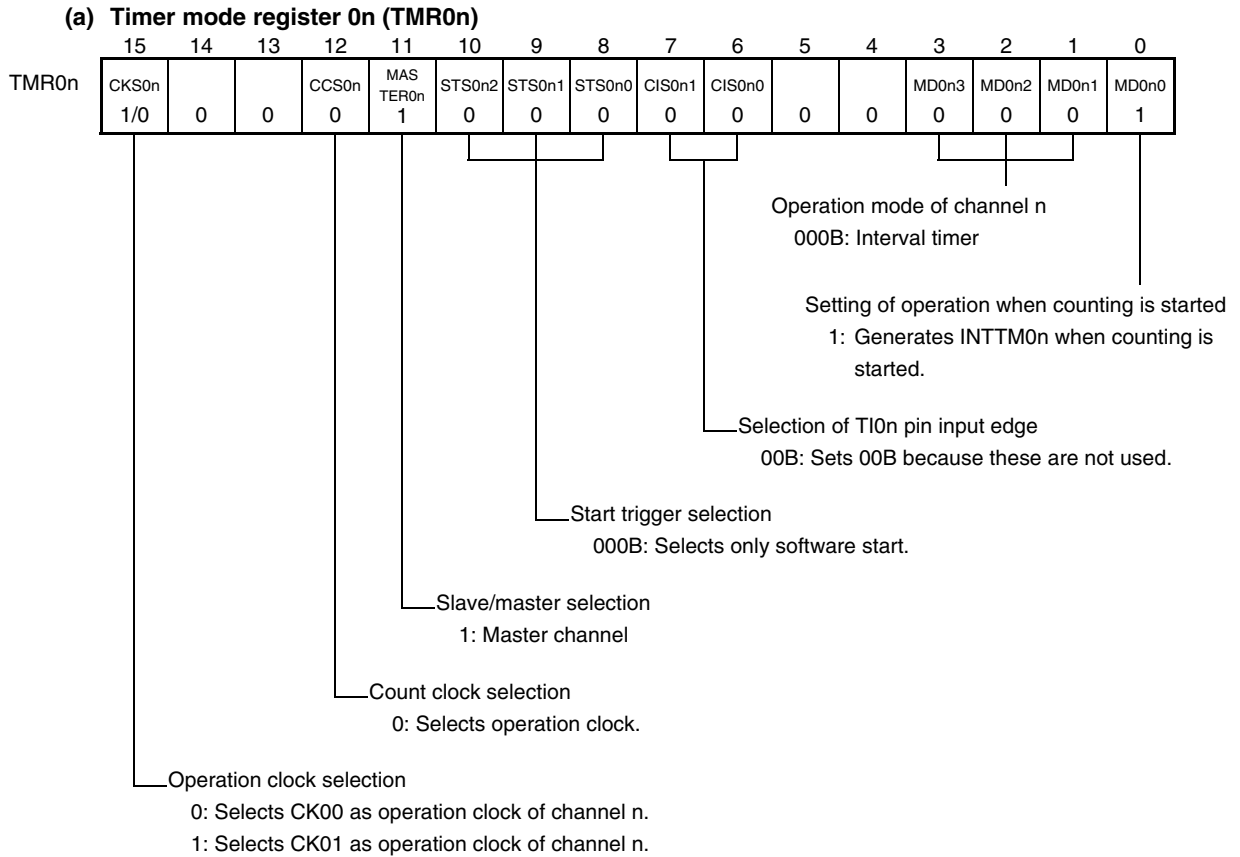 (a) Timer mode register 0n (TMR0n)
15 14 13 12 11 10 9 8 7 6 5 4 3 2 1 0
TMR0n
CKS0n CCS0n MAS TER0n STS0n2 STS0n1 STS0n0 CIS0n1 CIS0n0 MD0n3 MD0n2 MD0n1 MD0n0
1/0 0 0 0 1 0 0 0 0 0 0 0 0 0 0 1
Operation mode of channel n
000B: Interval timer
Setting of operation when counting is started
1: Generates INTTM0n when counting is
started.
Selection of TI0n pin input edge
00B: Sets 00B because these are not used.
Start trigger selection
000B: Selects only software start.
Slave/master selection
1: Master channel
Count clock selection
0: Selects operation clock.
Operation clock selection
0: Selects CK00 as operation clock of channel n.
1: Selects CK01 as operation clock of channel n.